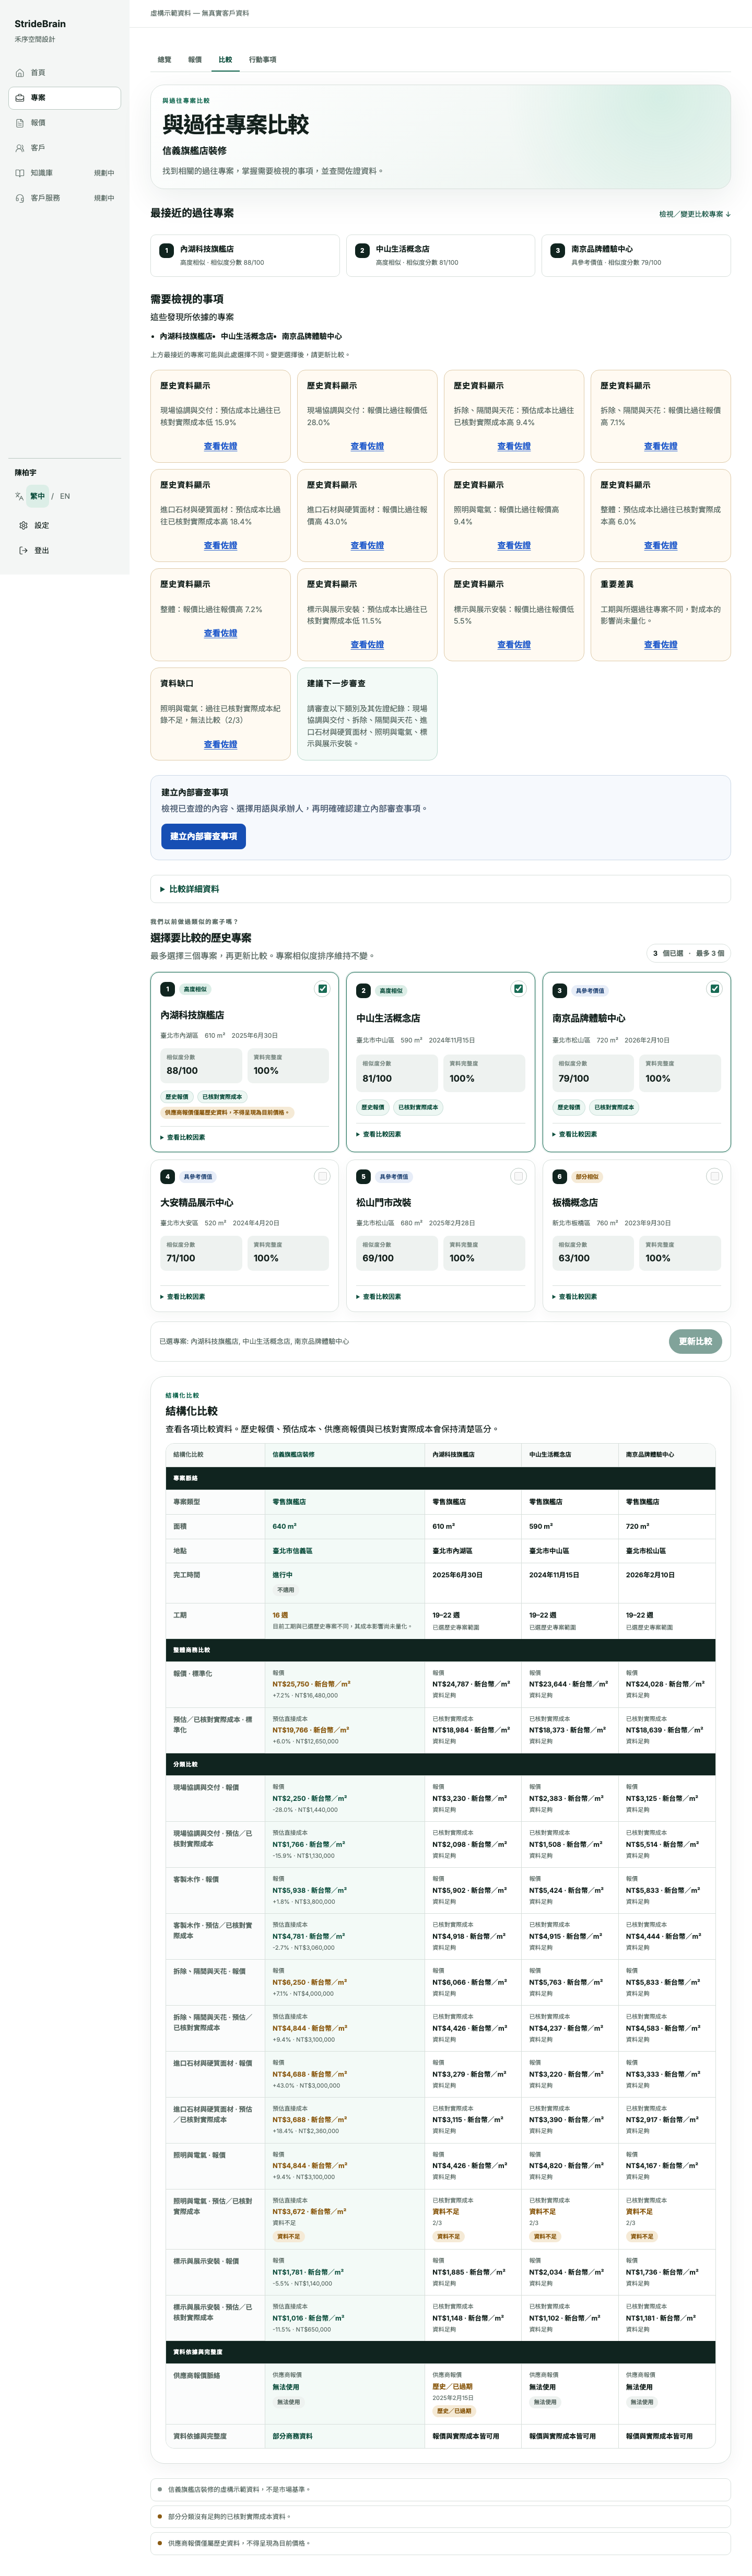 StrideBrain
禾序空間設計
首頁
專案
報價
客戶
知識庫 規劃中
客戶服務 規劃中
陳柏宇
繁中 / EN
設定
登出
虛構示範資料 — 無真實客戶資料
總覽 報價 比較 行動事項
與過往專案比較
與過往專案比較
信義旗艦店裝修
找到相關的過往專案，掌握需要檢視的事項，並查閱佐證資料。
最接近的過往專案
檢視／變更比較專案 ↓
1 內湖科技旗艦店
高度相似 · 相似度分數 88/100
2 中山生活概念店
高度相似 · 相似度分數 81/100
3 南京品牌體驗中心
具參考價值 · 相似度分數 79/100
需要檢視的事項
這些發現所依據的專案
• 內湖科技旗艦店• 中山生活概念店• 南京品牌體驗中心
上方最接近的專案可能與此處選擇不同。變更選擇後，請更新比較。
歷史資料顯示
現場協調與交付：預估成本比過往已核對實際成本低 15.9%
查看佐證
歷史資料顯示
現場協調與交付：報價比過往報價低 28.0%
查看佐證
歷史資料顯示
拆除、隔間與天花：預估成本比過往已核對實際成本高 9.4%
查看佐證
歷史資料顯示
拆除、隔間與天花：報價比過往報價高 7.1%
查看佐證
歷史資料顯示
進口石材與硬質面材：預估成本比過往已核對實際成本高 18.4%
查看佐證
歷史資料顯示
進口石材與硬質面材：報價比過往報價高 43.0%
查看佐證
歷史資料顯示
照明與電氣：報價比過往報價高 9.4%
查看佐證
歷史資料顯示
整體：預估成本比過往已核對實際成本高 6.0%
查看佐證
歷史資料顯示
整體：報價比過往報價高 7.2%
查看佐證
歷史資料顯示
標示與展示安裝：預估成本比過往已核對實際成本低 11.5%
查看佐證
歷史資料顯示
標示與展示安裝：報價比過往報價低 5.5%
查看佐證
重要差異
工期與所選過往專案不同，對成本的影響尚未量化。
查看佐證
資料缺口
照明與電氣：過往已核對實際成本紀錄不足，無法比較（2/3）
查看佐證
建議下一步審查
請審查以下類別及其佐證紀錄：現場協調與交付、拆除、隔間與天花、進口石材與硬質面材、照明與電氣、標示與展示安裝。
建立內部審查事項
檢視已查證的內容、選擇用語與承辦人，再明確確認建立內部審查事項。
建立內部審查事項
▶ 比較詳細資料
我們以前做過類似的案子嗎？
選擇要比較的歷史專案
最多選擇三個專案，再更新比較。專案相似度排序維持不變。
3 個已選 · 最多 3 個
1 高度相似
內湖科技旗艦店
臺北市內湖區 610 m² 2025年6月30日
相似度分數 資料完整度
88/100 100%
歷史報價 已核對實際成本
供應商報價僅屬歷史資料，不得呈現為目前價格。
▶ 查看比較因素
2 高度相似
中山生活概念店
臺北市中山區 590 m² 2024年11月15日
相似度分數 資料完整度
81/100 100%
歷史報價 已核對實際成本
▶ 查看比較因素
3 具參考價值
南京品牌體驗中心
臺北市松山區 720 m² 2026年2月10日
相似度分數 資料完整度
79/100 100%
歷史報價 已核對實際成本
▶ 查看比較因素
4 具參考價值
大安精品展示中心
臺北市大安區 520 m² 2024年4月20日
相似度分數 資料完整度
71/100 100%
▶ 查看比較因素
5 具參考價值
松山門市改裝
臺北市松山區 680 m² 2025年2月28日
相似度分數 資料完整度
69/100 100%
▶ 查看比較因素
6 部分相似
板橋概念店
新北市板橋區 760 m² 2023年9月30日
相似度分數 資料完整度
63/100 100%
▶ 查看比較因素
已選專案: 內湖科技旗艦店, 中山生活概念店, 南京品牌體驗中心
更新比較
結構化比較
結構化比較
查看各項比較資料。歷史報價、預估成本、供應商報價與已核對實際成本會保持清楚區分。
結構化比較 信義旗艦店裝修 內湖科技旗艦店 中山生活概念店 南京品牌體驗中心
專案脈絡
專案類型 零售旗艦店 零售旗艦店 零售旗艦店 零售旗艦店
面積 640 m² 610 m² 590 m² 720 m²
地點 臺北市信義區 臺北市內湖區 臺北市中山區 臺北市松山區
完工時間 進行中 2025年6月30日 2024年11月15日 2026年2月10日
不適用
工期 16 週 19–22 週 19–22 週 19–22 週
目前工期與已選歷史專案不同，其成本影響尚未量化。 已選歷史專案範圍 已選歷史專案範圍 已選歷史專案範圍
整體商務比較
報價 · 標準化 報價 報價 報價 報價
NT$25,750 · 新台幣／m² NT$24,787 · 新台幣／m² NT$23,644 · 新台幣／m² NT$24,028 · 新台幣／m²
+7.2% · NT$16,480,000 資料足夠 資料足夠 資料足夠
預估／已核對實際成本 · 標準化 預估直接成本 已核對實際成本 已核對實際成本 已核對實際成本
NT$19,766 · 新台幣／m² NT$18,984 · 新台幣／m² NT$18,373 · 新台幣／m² NT$18,639 · 新台幣／m²
+6.0% · NT$12,650,000 資料足夠 資料足夠 資料足夠
分類比較
現場協調與交付 · 報價 報價 報價 報價 報價
NT$2,250 · 新台幣／m² NT$3,230 · 新台幣／m² NT$2,383 · 新台幣／m² NT$3,125 · 新台幣／m²
-28.0% · NT$1,440,000 資料足夠 資料足夠 資料足夠
現場協調與交付 · 預估／已核對實際成本 預估直接成本 已核對實際成本 已核對實際成本 已核對實際成本
NT$1,766 · 新台幣／m² NT$2,098 · 新台幣／m² NT$1,508 · 新台幣／m² NT$5,514 · 新台幣／m²
-15.9% · NT$1,130,000 資料足夠 資料足夠 資料足夠
客製木作 · 報價 報價 報價 報價 報價
NT$5,938 · 新台幣／m² NT$5,902 · 新台幣／m² NT$5,424 · 新台幣／m² NT$5,833 · 新台幣／m²
+1.8% · NT$3,800,000 資料足夠 資料足夠 資料足夠
客製木作 · 預估／已核對實際成本 預估直接成本 已核對實際成本 已核對實際成本 已核對實際成本
NT$4,781 · 新台幣／m² NT$4,918 · 新台幣／m² NT$4,915 · 新台幣／m² NT$4,444 · 新台幣／m²
-2.7% · NT$3,060,000 資料足夠 資料足夠 資料足夠
拆除、隔間與天花 · 報價 報價 報價 報價 報價
NT$6,250 · 新台幣／m² NT$6,066 · 新台幣／m² NT$5,763 · 新台幣／m² NT$5,833 · 新台幣／m²
+7.1% · NT$4,000,000 資料足夠 資料足夠 資料足夠
拆除、隔間與天花 · 預估／已核對實際成本 預估直接成本 已核對實際成本 已核對實際成本 已核對實際成本
NT$4,844 · 新台幣／m² NT$4,426 · 新台幣／m² NT$4,237 · 新台幣／m² NT$4,583 · 新台幣／m²
+9.4% · NT$3,100,000 資料足夠 資料足夠 資料足夠
進口石材與硬質面材 · 報價 報價 報價 報價 報價
NT$4,688 · 新台幣／m² NT$3,279 · 新台幣／m² NT$3,220 · 新台幣／m² NT$3,333 · 新台幣／m²
+43.0% · NT$3,000,000 資料足夠 資料足夠 資料足夠
進口石材與硬質面材 · 預估／已核對實際成本 預估直接成本 已核對實際成本 已核對實際成本 已核對實際成本
NT$3,688 · 新台幣／m² NT$3,115 · 新台幣／m² NT$3,390 · 新台幣／m² NT$2,917 · 新台幣／m²
+18.4% · NT$2,360,000 資料足夠 資料足夠 資料足夠
照明與電氣 · 報價 報價 報價 報價 報價
NT$4,844 · 新台幣／m² NT$4,426 · 新台幣／m² NT$4,820 · 新台幣／m² NT$4,167 · 新台幣／m²
+9.4% · NT$3,100,000 資料足夠 資料足夠 資料足夠
照明與電氣 · 預估／已核對實際成本 預估直接成本 已核對實際成本 已核對實際成本 已核對實際成本
NT$3,672 · 新台幣／m² 資料不足 資料不足 資料不足
資料不足 2/3 2/3 2/3
資料不足 資料不足 資料不足 資料不足
標示與展示安裝 · 報價 報價 報價 報價 報價
NT$1,781 · 新台幣／m² NT$1,885 · 新台幣／m² NT$2,034 · 新台幣／m² NT$1,736 · 新台幣／m²
-5.5% · NT$1,140,000 資料足夠 資料足夠 資料足夠
標示與展示安裝 · 預估／已核對實際成本 預估直接成本 已核對實際成本 已核對實際成本 已核對實際成本
NT$1,016 · 新台幣／m² NT$1,148 · 新台幣／m² NT$1,102 · 新台幣／m² NT$1,181 · 新台幣／m²
-11.5% · NT$650,000 資料足夠 資料足夠 資料足夠
資料依據與完整度
供應商報價脈絡 供應商報價 供應商報價 供應商報價 供應商報價
無法使用 歷史／已過期 無法使用 無法使用
無法使用 2025年2月15日 無法使用 無法使用
歷史／已過期
資料依據與完整度 部分商務資料 報價與實際成本皆可用 報價與實際成本皆可用 報價與實際成本皆可用
信義旗艦店裝修的虛構示範資料，不是市場基準。
部分分類沒有足夠的已核對實際成本資料。
供應商報價僅屬歷史資料，不得呈現為目前價格。